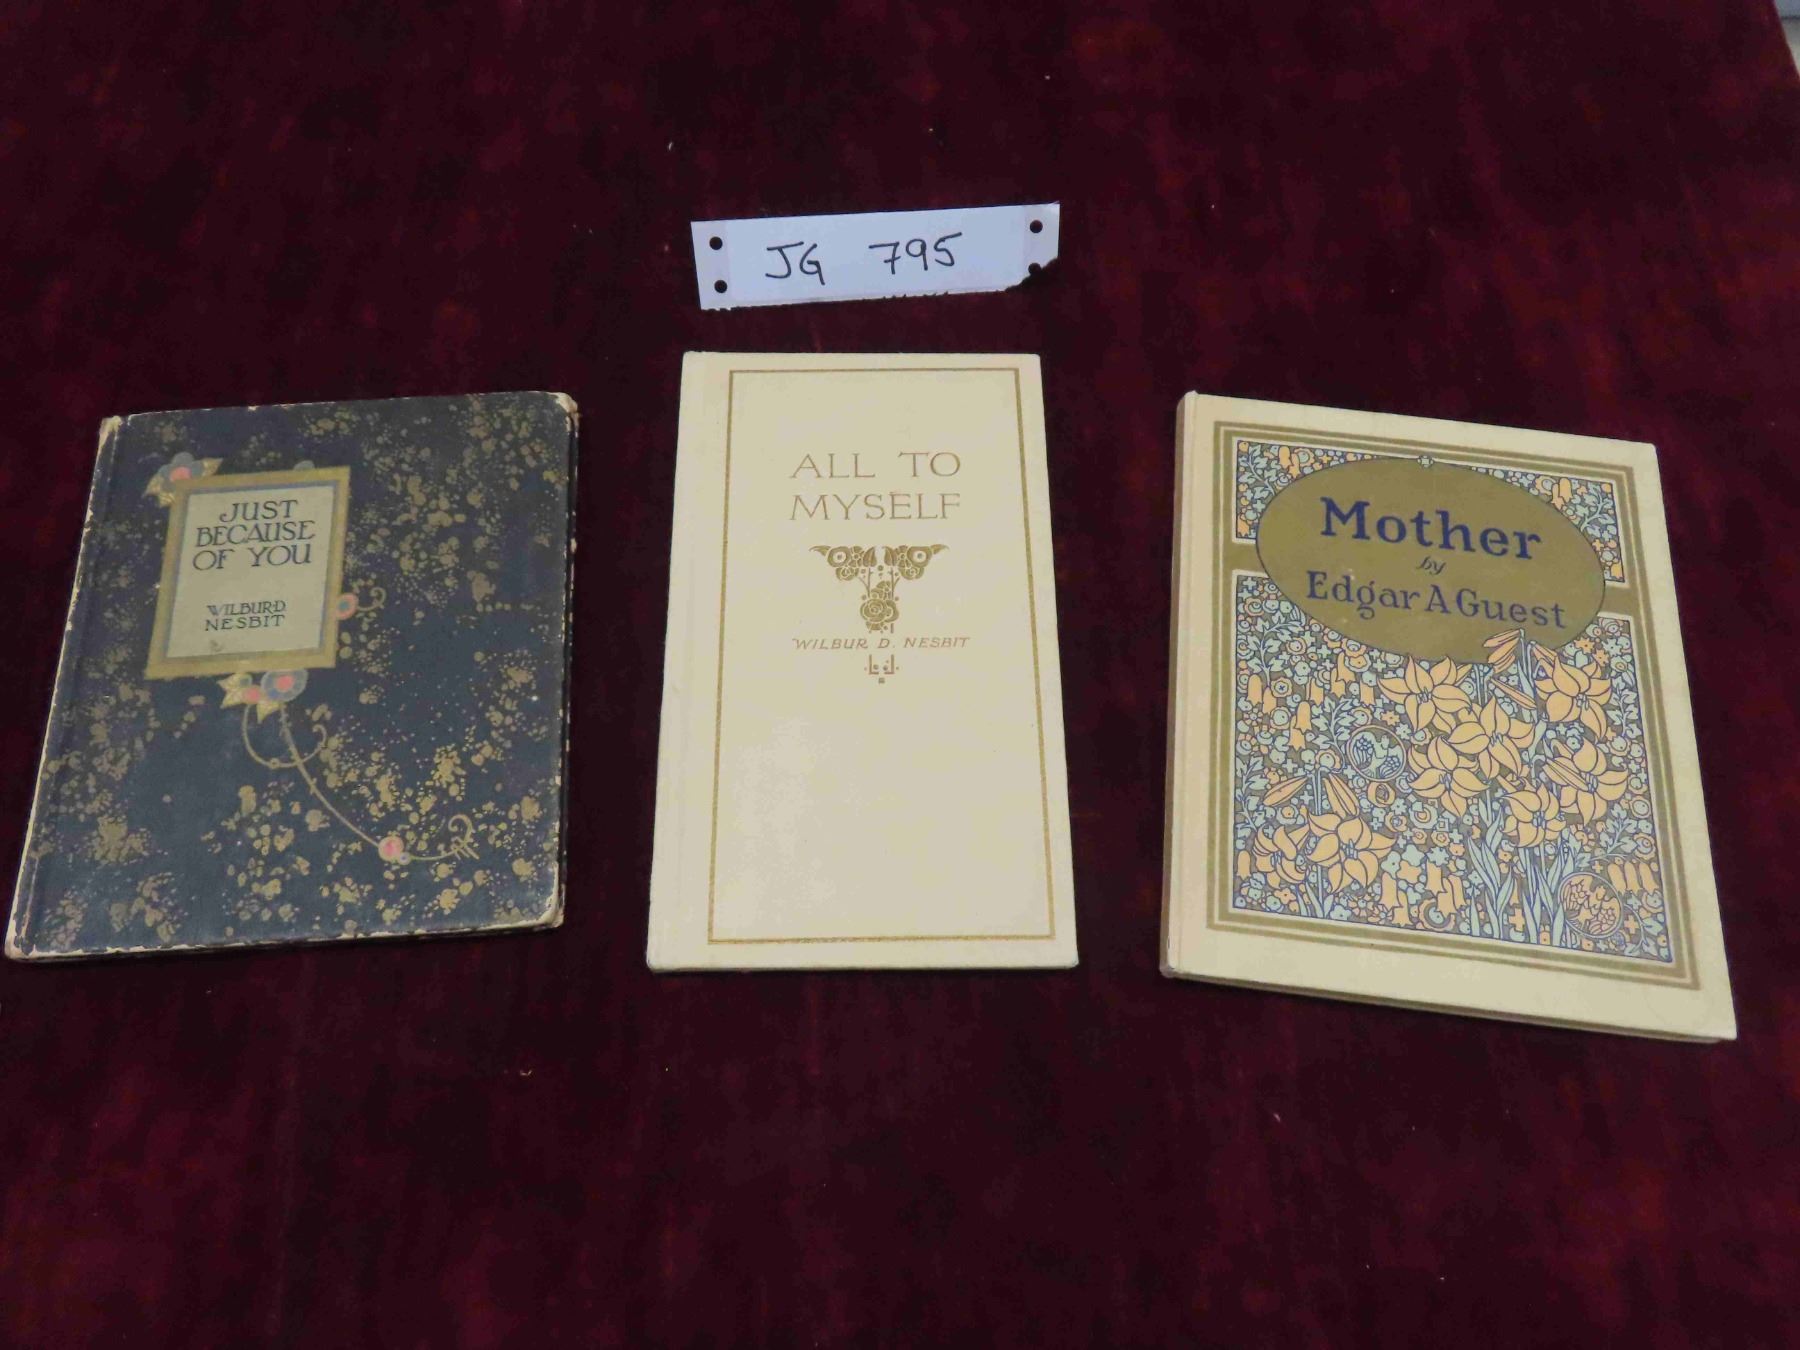 JG 795
JUST
BECAUSE
OF YOU
WILBUR·D.
NESBIT
ALL TO
MYSELF
WILBUR D. NESBIT
Mother
by
Edgar A Guest